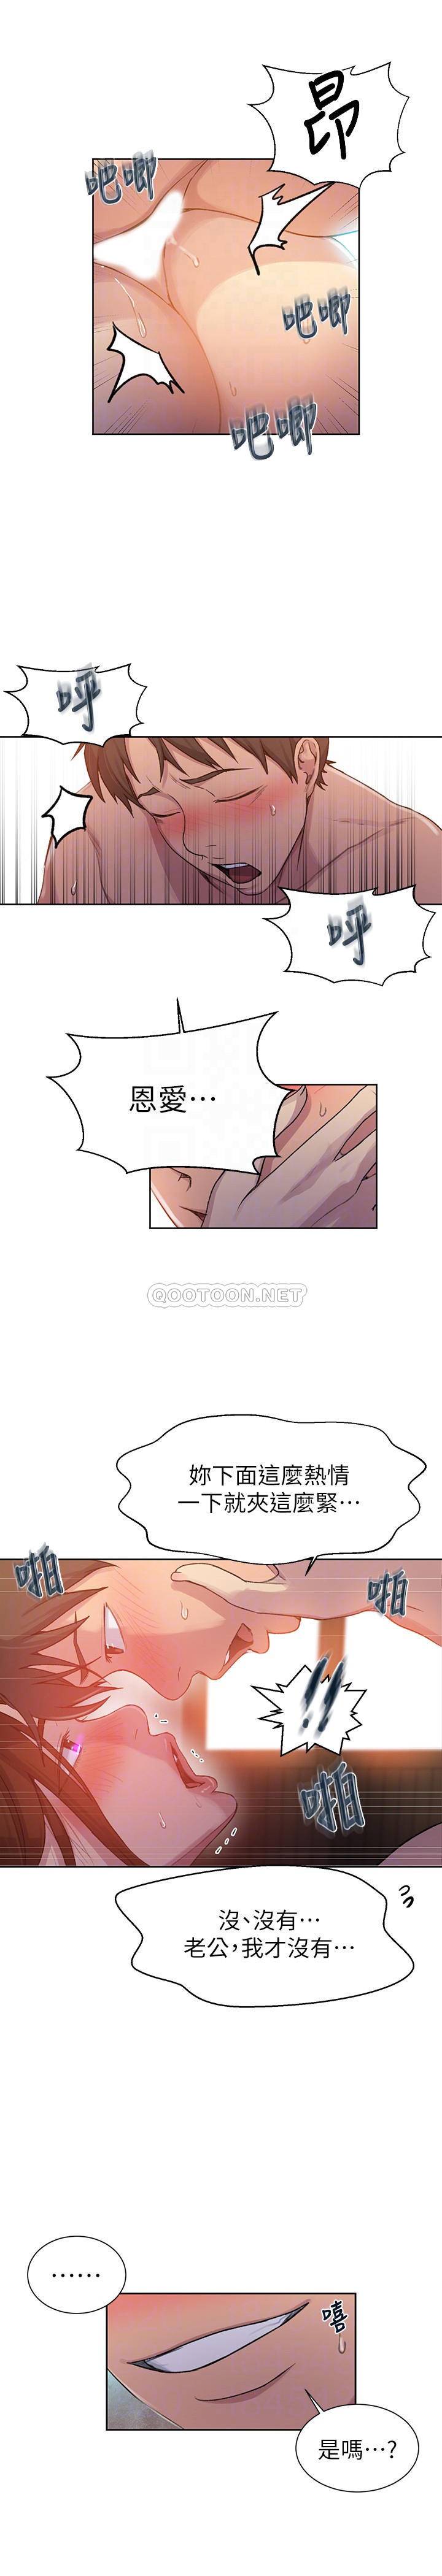 昂
吧唧
吧唧
吧唧
呼
呼
恩愛…
QOOTOON.NET
妳下面這麼熱情
一下就夾這麼緊…
啪
啪
!!
啪
沒、沒有…
老公,我才沒有…
……
嘻
是嗎…?